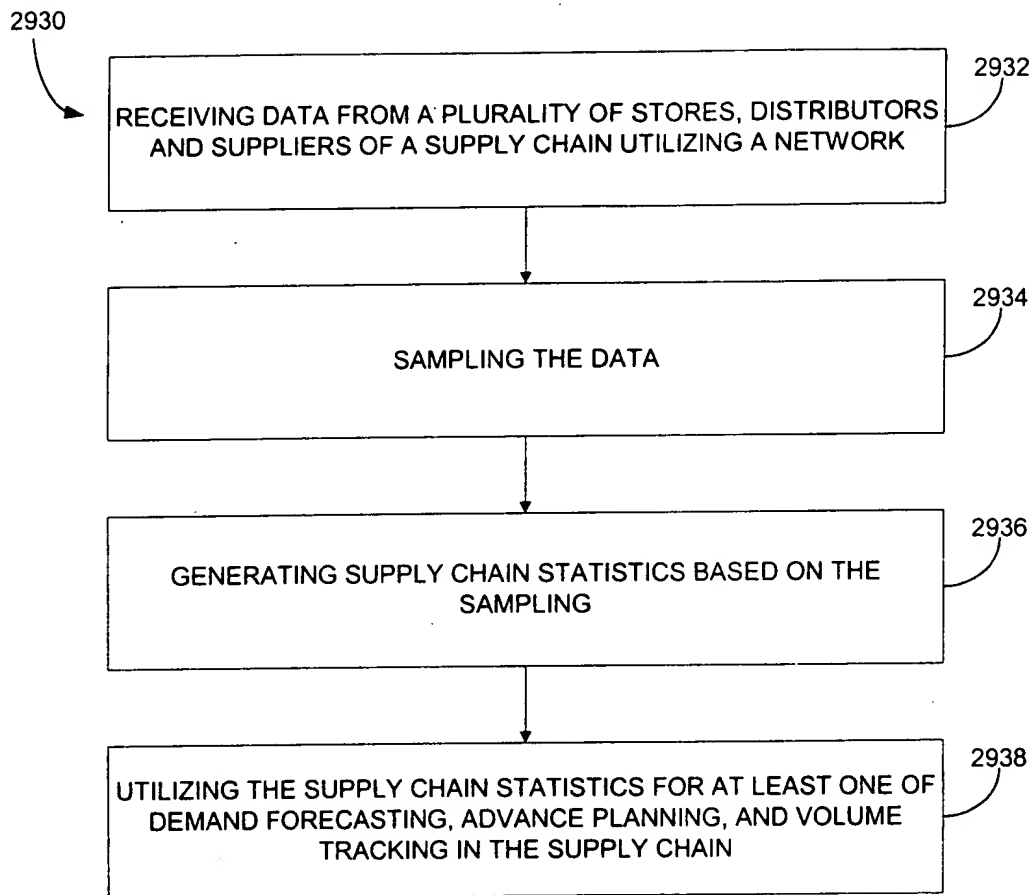 2930
2932
RECEIVING DATA FROM A PLURALITY OF STORES, DISTRIBUTORS
AND SUPPLIERS OF A SUPPLY CHAIN UTILIZING A NETWORK
2934
SAMPLING THE DATA
2936
GENERATING SUPPLY CHAIN STATISTICS BASED ON THE
SAMPLING
2938
UTILIZING THE SUPPLY CHAIN STATISTICS FOR AT LEAST ONE OF
DEMAND FORECASTING, ADVANCE PLANNING, AND VOLUME
TRACKING IN THE SUPPLY CHAIN